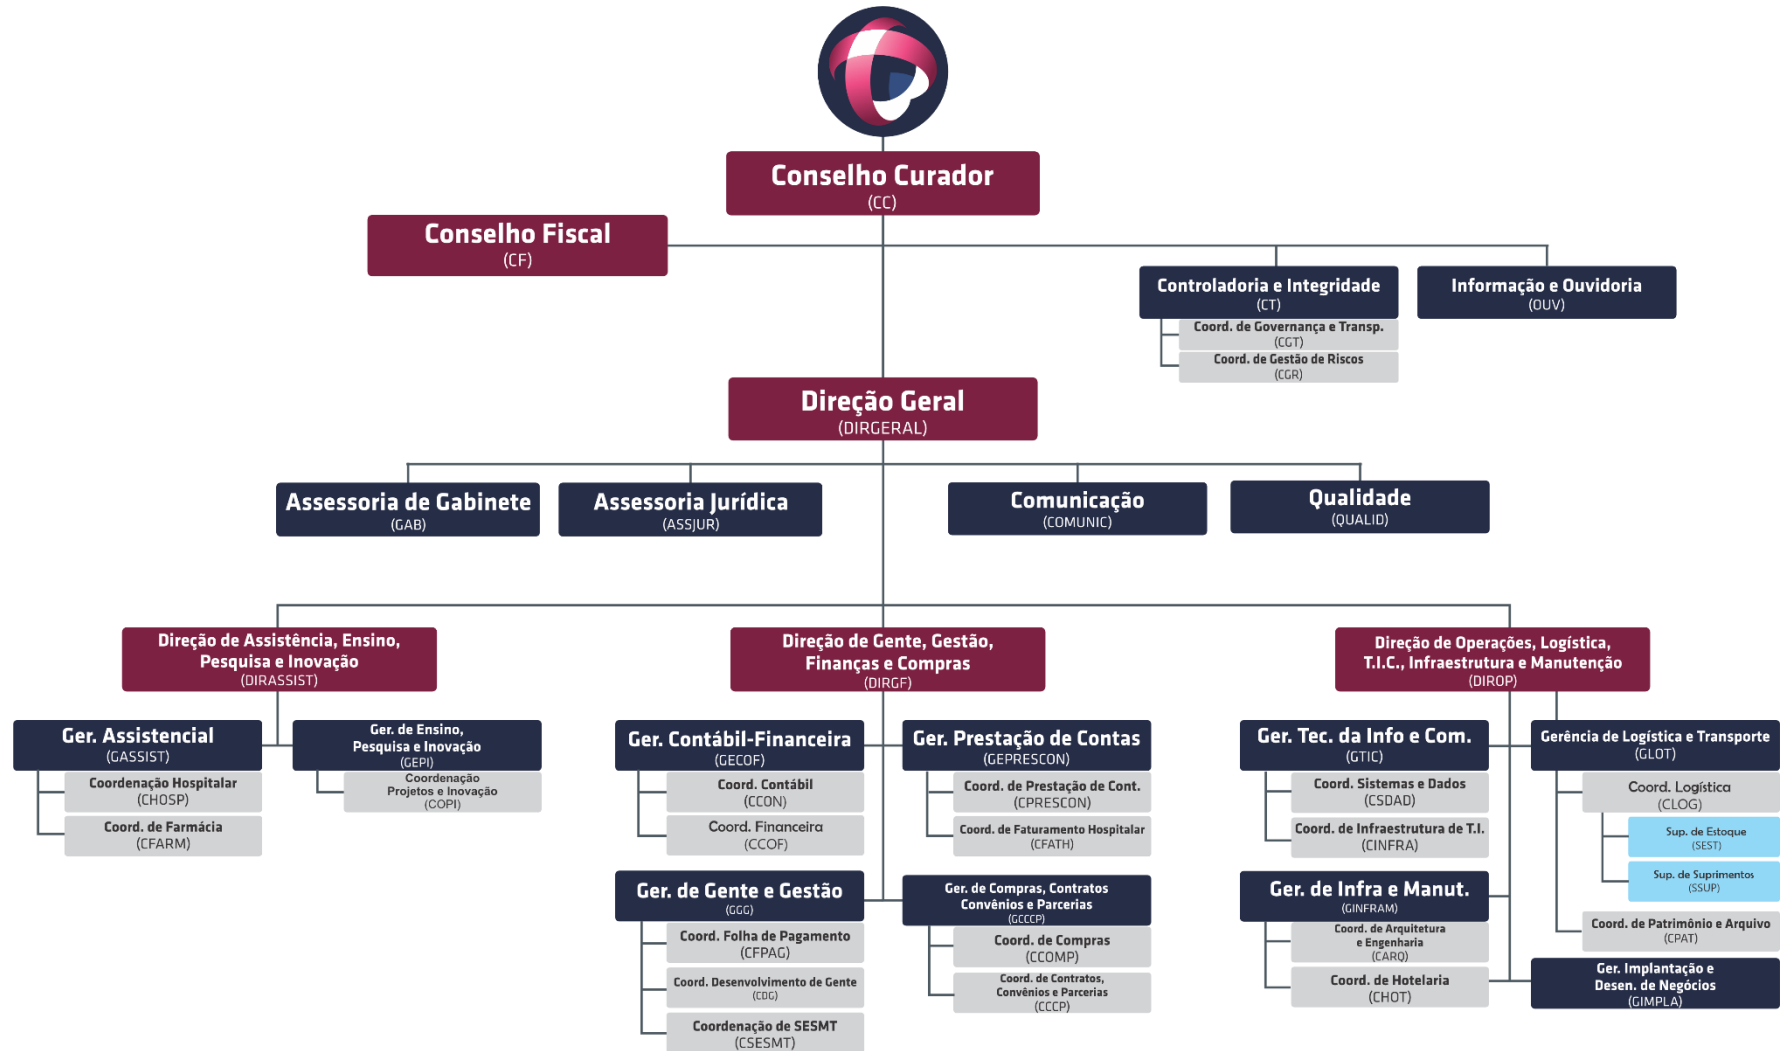 Conselho Curador
(CC)
Conselho Fiscal
(CF)
Controladoria e Integridade
(CT)
Coord. de Governança e Transp.
(CGT)
Coord. de Gestão de Riscos
(CGR)
Informação e Ouvidoria
(OUV)
Direção Geral
(DIRGERAL)
Assessoria de Gabinete
(GAB)
Assessoria Jurídica
(ASSJUR)
Comunicação
(COMUNIC)
Qualidade
(QUALID)
Direção de Assistência, Ensino,
Pesquisa e Inovação
(DIRASSIST)
Ger. Assistencial
(GASSIST)
Coordenação Hospitalar
(CHOSP)
Coord. de Farmácia
(CFARM)
Ger. de Ensino,
Pesquisa e Inovação
(GEPI)
Coordenação
Projetos e Inovação
(COPI)
Direção de Gente, Gestão,
Finanças e Compras
(DIRGF)
Ger. Contábil-Financeira
(GECOF)
Coord. Contábil
(CCON)
Coord. Financeira
(CCOF)
Ger. Prestação de Contas
(GEPRESCON)
Coord. de Prestação de Cont.
(CPRESCON)
Coord. de Faturamento Hospitalar
(CFATH)
Ger. de Gente e Gestão
(GGG)
Coord. Folha de Pagamento
(CFPAG)
Coord. Desenvolvimento de Gente
(CDG)
Coordenação de SESMT
(CSESMT)
Ger. de Compras, Contratos
Convênios e Parcerias
(GCCCP)
Coord. de Compras
(CCOMP)
Coord. de Contratos,
Convênios e Parcerias
(CCCP)
Direção de Operações, Logística,
T.I.C., Infraestrutura e Manutenção
(DIROP)
Ger. Tec. da Info e Com.
(GTIC)
Coord. Sistemas e Dados
(CSDAD)
Coord. de Infraestrutura de T.I.
(CINFRA)
Ger. de Infra e Manut.
(GINFRAM)
Coord. de Arquitetura
e Engenharia
(CARQ)
Coord. de Hotelaria
(CHOT)
Gerência de Logística e Transporte
(GLOT)
Coord. Logística
(CLOG)
Sup. de Estoque
(SEST)
Sup. de Suprimentos
(SSUP)
Coord. de Patrimônio e Arquivo
(CPAT)
Ger. Implantação e
Desen. de Negócios
(GIMPLA)